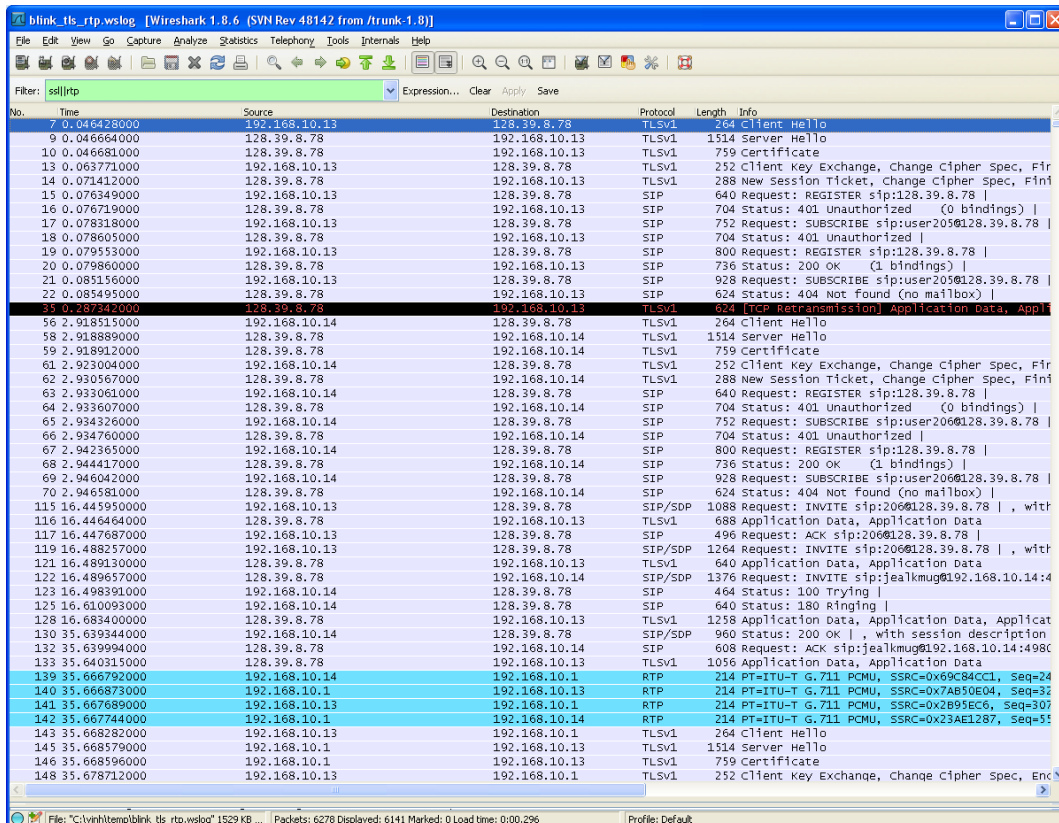 blink_tls_rtp.wslog [Wireshark 1.8.6 (SVN Rev 48142 from /trunk-1.8)]
File Edit View Go Capture Analyze Statistics Telephony Tools Internals Help
Filter: ssl||rtp Expression... Clear Apply Save
No. Time Source Destination Protocol Length Info
7 0.046428000 192.168.10.13 128.39.8.78 TLSv1 264 Client Hello
9 0.046664000 128.39.8.78 192.168.10.13 TLSv1 1514 Server Hello
10 0.046681000 128.39.8.78 192.168.10.13 TLSv1 759 Certificate
13 0.063771000 192.168.10.13 128.39.8.78 TLSv1 252 Client Key Exchange, Change Cipher Spec, Fin
14 0.071412000 128.39.8.78 192.168.10.13 TLSv1 288 New Session Ticket, Change Cipher Spec, Fini
15 0.076349000 192.168.10.13 128.39.8.78 SIP 640 Request: REGISTER sip:128.39.8.78 |
16 0.076719000 128.39.8.78 192.168.10.13 SIP 704 Status: 401 Unauthorized (0 bindings) |
17 0.078318000 192.168.10.13 128.39.8.78 SIP 752 Request: SUBSCRIBE sip:user205@128.39.8.78 |
18 0.078605000 128.39.8.78 192.168.10.13 SIP 704 Status: 401 Unauthorized |
19 0.079553000 192.168.10.13 128.39.8.78 SIP 800 Request: REGISTER sip:128.39.8.78 |
20 0.079860000 128.39.8.78 192.168.10.13 SIP 736 Status: 200 OK (1 bindings) |
21 0.085156000 192.168.10.13 128.39.8.78 SIP 928 Request: SUBSCRIBE sip:user205@128.39.8.78 |
22 0.085495000 128.39.8.78 192.168.10.13 SIP 624 Status: 404 Not found (no mailbox) |
35 0.287342000 128.39.8.78 192.168.10.13 TLSv1 624 [TCP Retransmission] Application Data, Appli
56 2.918515000 192.168.10.14 128.39.8.78 TLSv1 264 Client Hello
58 2.918889000 128.39.8.78 192.168.10.14 TLSv1 1514 Server Hello
59 2.918912000 128.39.8.78 192.168.10.14 TLSv1 759 Certificate
61 2.923004000 192.168.10.14 128.39.8.78 TLSv1 252 Client Key Exchange, Change Cipher Spec, Fin
62 2.930567000 128.39.8.78 192.168.10.14 TLSv1 288 New Session Ticket, Change Cipher Spec, Fini
63 2.933061000 192.168.10.14 128.39.8.78 SIP 640 Request: REGISTER sip:128.39.8.78 |
64 2.933607000 128.39.8.78 192.168.10.14 SIP 704 Status: 401 Unauthorized (0 bindings) |
65 2.934326000 192.168.10.14 128.39.8.78 SIP 752 Request: SUBSCRIBE sip:user206@128.39.8.78 |
66 2.934760000 128.39.8.78 192.168.10.14 SIP 704 Status: 401 Unauthorized |
67 2.942365000 192.168.10.14 128.39.8.78 SIP 800 Request: REGISTER sip:128.39.8.78 |
68 2.944417000 128.39.8.78 192.168.10.14 SIP 736 Status: 200 OK (1 bindings) |
69 2.946042000 192.168.10.14 128.39.8.78 SIP 928 Request: SUBSCRIBE sip:user206@128.39.8.78 |
70 2.946581000 128.39.8.78 192.168.10.14 SIP 624 Status: 404 Not found (no mailbox) |
115 16.445950000 192.168.10.13 128.39.8.78 SIP/SDP 1088 Request: INVITE sip:206@128.39.8.78 | , with
116 16.446464000 128.39.8.78 192.168.10.13 TLSv1 688 Application Data, Application Data
117 16.447687000 192.168.10.13 128.39.8.78 SIP 496 Request: ACK sip:206@128.39.8.78 |
119 16.488257000 192.168.10.13 128.39.8.78 SIP/SDP 1264 Request: INVITE sip:206@128.39.8.78 | , with
121 16.489130000 128.39.8.78 192.168.10.13 TLSv1 640 Application Data, Application Data
122 16.489657000 128.39.8.78 192.168.10.14 SIP/SDP 1376 Request: INVITE sip:jealkmug@192.168.10.14:4
123 16.498391000 192.168.10.14 128.39.8.78 SIP 464 Status: 100 Trying |
125 16.610093000 192.168.10.14 128.39.8.78 SIP 640 Status: 180 Ringing |
128 16.683400000 128.39.8.78 192.168.10.13 TLSv1 1258 Application Data, Application Data, Applicat
130 35.639344000 192.168.10.14 128.39.8.78 SIP/SDP 960 Status: 200 OK | , with session description
132 35.639994000 128.39.8.78 192.168.10.14 SIP 608 Request: ACK sip:jealkmug@192.168.10.14:4980
133 35.640315000 128.39.8.78 192.168.10.13 TLSv1 1056 Application Data, Application Data
139 35.666792000 192.168.10.14 192.168.10.1 RTP 214 PT=ITU-T G.711 PCMU, SSRC=0x69C84CC1, Seq=24
140 35.666873000 192.168.10.1 192.168.10.13 RTP 214 PT=ITU-T G.711 PCMU, SSRC=0x7AB50E04, Seq=32
141 35.667689000 192.168.10.13 192.168.10.1 RTP 214 PT=ITU-T G.711 PCMU, SSRC=0x2B95EC6, Seq=307
142 35.667744000 192.168.10.1 192.168.10.14 RTP 214 PT=ITU-T G.711 PCMU, SSRC=0x23AE1287, Seq=55
143 35.668282000 192.168.10.13 192.168.10.1 TLSv1 264 Client Hello
145 35.668579000 192.168.10.1 192.168.10.13 TLSv1 1514 Server Hello
146 35.668596000 192.168.10.1 192.168.10.13 TLSv1 759 Certificate
148 35.678712000 192.168.10.13 192.168.10.1 TLSv1 252 Client Key Exchange, Change Cipher Spec, Enc
File: "C:\vinh\temp\blink_tls_rtp.wslog" 1529 KB ... Packets: 6278 Displayed: 6141 Marked: 0 Load time: 0:00.296 Profile: Default